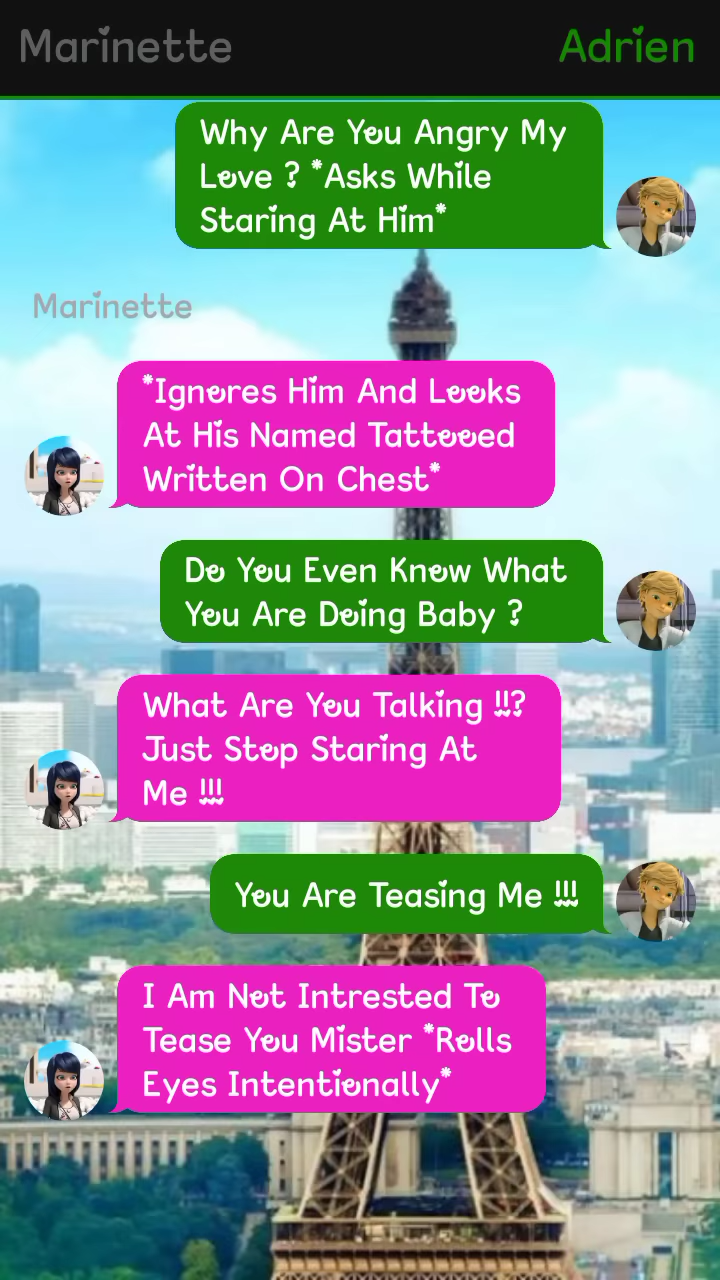 Marinette
Adrien
Why Are You Angry My
Love ? *Asks While
Staring At Him*
Marinette
*Ignores Him And Looks
At His Named Tattooed
Written On Chest*
Do You Even Know What
You Are Doing Baby ?
What Are You Talking !!?
Just Stop Staring At
Me !!!
You Are Teasing Me !!!
I Am Not Intrested To
Tease You Mister *Rolls
Eyes Intentionally*